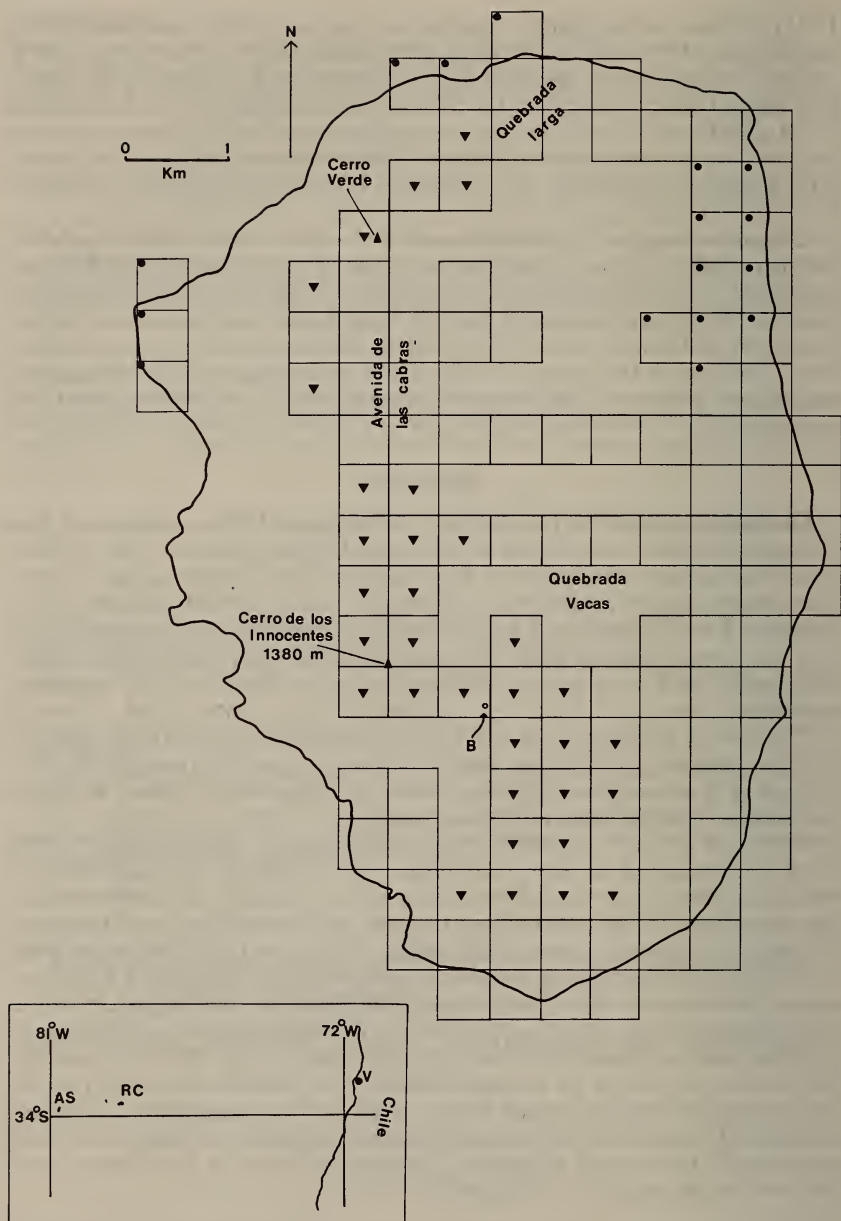 N
Quebrada
larga
0 1
Km
Cerro
Verde
Avenida de
las cabras
Quebrada
Vacas
Cerro de los
Innocentes
1380 m
B
81°W
72°W
V
AS
RC
34°S
Chile